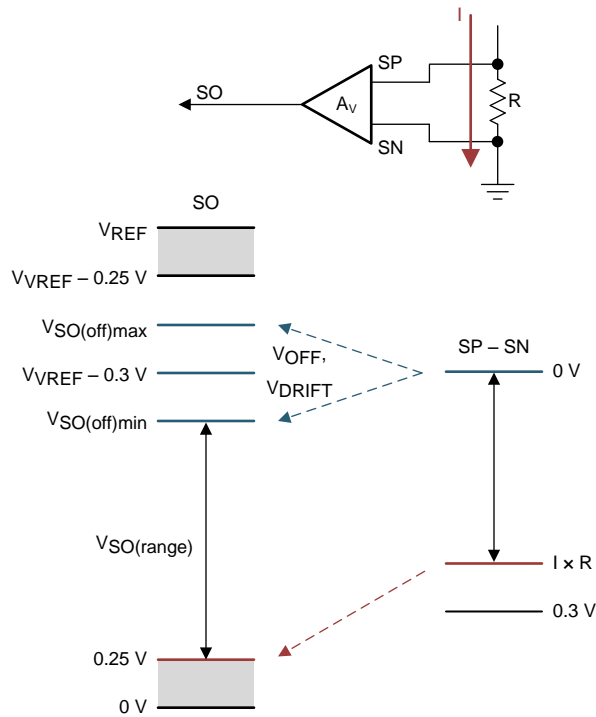 I
SP
SO
AV
R
SN
SO
VREF
VVREF – 0.25 V
VSO(off)max
VOFF,
SP – SN
VVREF – 0.3 V
VDRIFT
0 V
VSO(off)min
VSO(range)
I × R
0.3 V
0.25 V
0 V